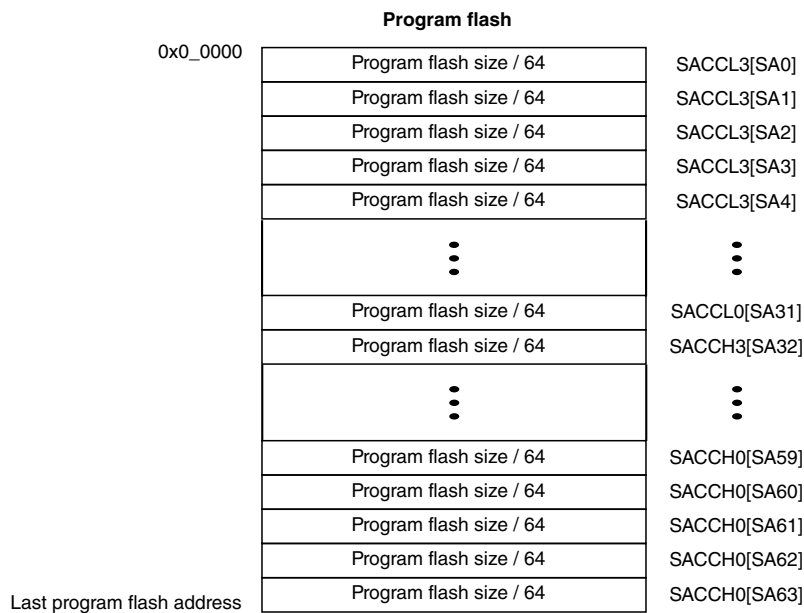 Program flash
0x0_0000
Program flash size / 64 SACCL3[SA0]
Program flash size / 64 SACCL3[SA1]
Program flash size / 64 SACCL3[SA2]
Program flash size / 64 SACCL3[SA3]
Program flash size / 64 SACCL3[SA4]
Program flash size / 64 SACCL0[SA31]
Program flash size / 64 SACCH3[SA32]
Program flash size / 64 SACCH0[SA59]
Program flash size / 64 SACCH0[SA60]
Program flash size / 64 SACCH0[SA61]
Program flash size / 64 SACCH0[SA62]
Program flash size / 64 SACCH0[SA63]
Last program flash address